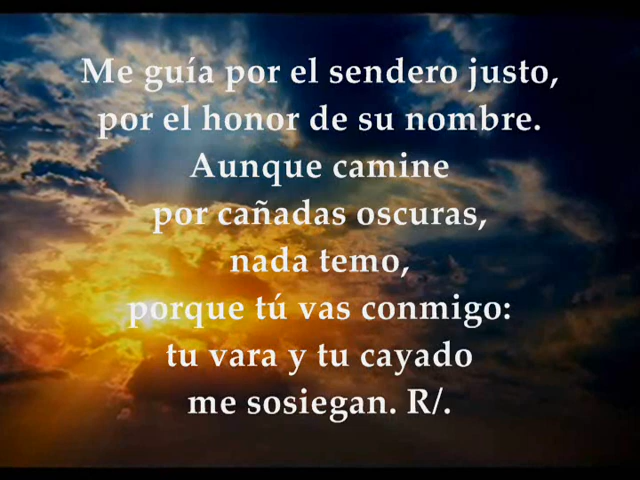 Me guía por el sendero justo,
por el honor de su nombre.
Aunque camine
por cañadas oscuras,
nada temo,
porque tú vas conmigo:
tu vara y tu cayado
me sosiegan. R/.